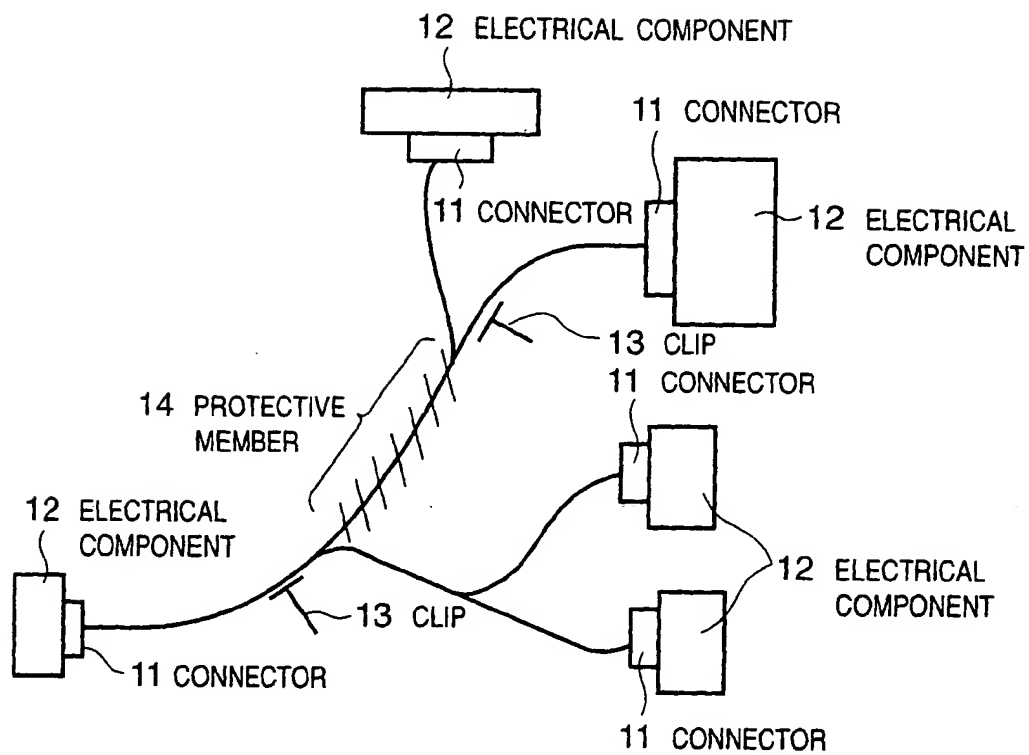 12 ELECTRICAL COMPONENT
11 CONNECTOR
11 CONNECTOR
12 ELECTRICAL
COMPONENT
13 CLIP
11 CONNECTOR
14 PROTECTIVE
MEMBER
12 ELECTRICAL
COMPONENT
12 ELECTRICAL
COMPONENT
13 CLIP
11 CONNECTOR
11 CONNECTOR